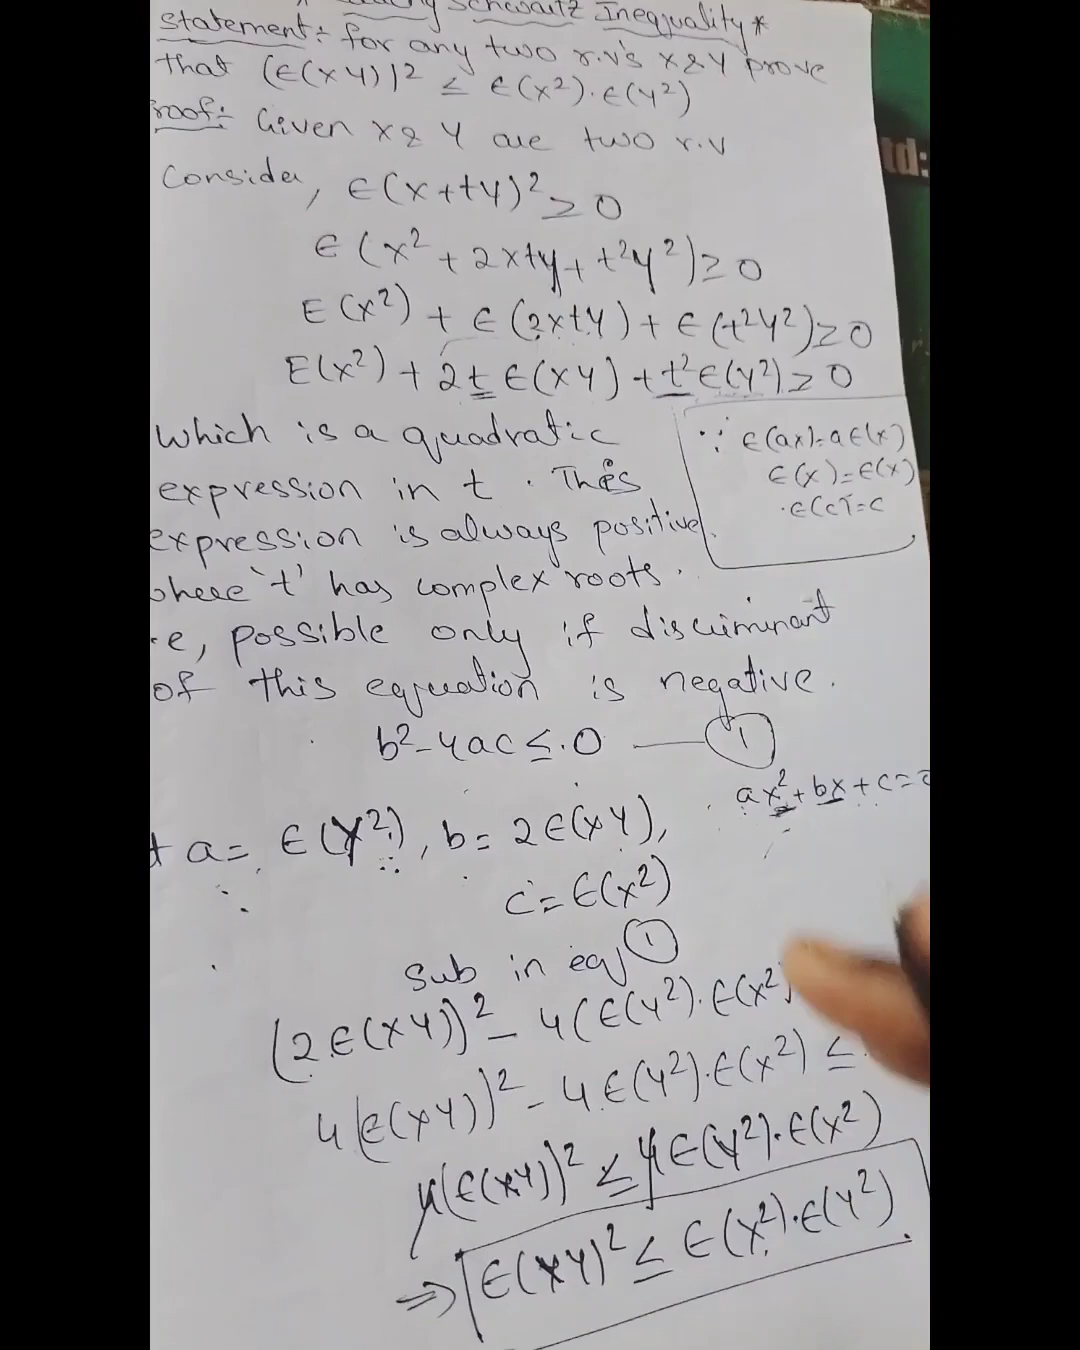 Schwartz Inequality*
Statement:- for any two r.v's x & y prove
that (E(xy))² ≤ E(x²).E(y²)
roof:- Given x & y are two r.v
Consider, E(x+ty)² ≥ 0
E(x² + 2xty + t²y²) ≥ 0
E(x²) + E(2xty) + E(t²y²) ≥ 0
E(x²) + 2t E(xy) + t² E(y²) ≥ 0
which is a quadratic
expression in t. This
expression is always positive.
where 't' has complex roots.
.e, possible only if discriminant
of this equation is negative.
∵ E(ax)=aE(x)
E(x)=E(x)
E(c)=c
b²-4ac ≤ 0 — 1
ax²+bx+c=0
t a= E(y²), b= 2E(xy),
c= E(x²)
Sub in eq 1
(2E(xy))² - 4(E(y²).E(x²)
4(E(xy))² - 4E(y²).E(x²) ≤
4(E(xy))² ≤ 4E(y²).E(x²)
⇒ E(xy)² ≤ E(x²).E(y²)